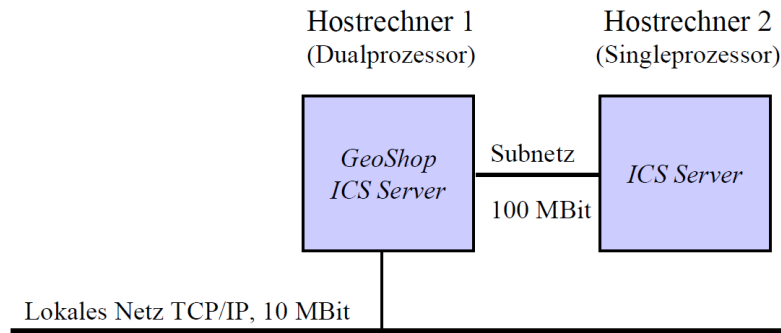 Hostrechner 1
(Dualprozessor)
Hostrechner 2
(Singleprozessor)
GeoShop
ICS Server
Subnetz
100 MBit
ICS Server
Lokales Netz TCP/IP, 10 MBit